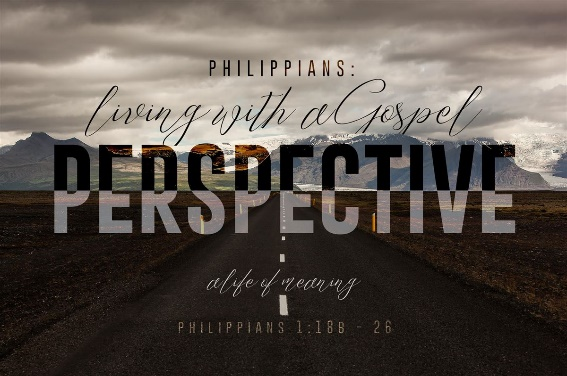 PHILIPPIANS:
living with a Gospel
PERSPECTIVE
a life of meaning
PHILIPPIANS 1:18B - 26